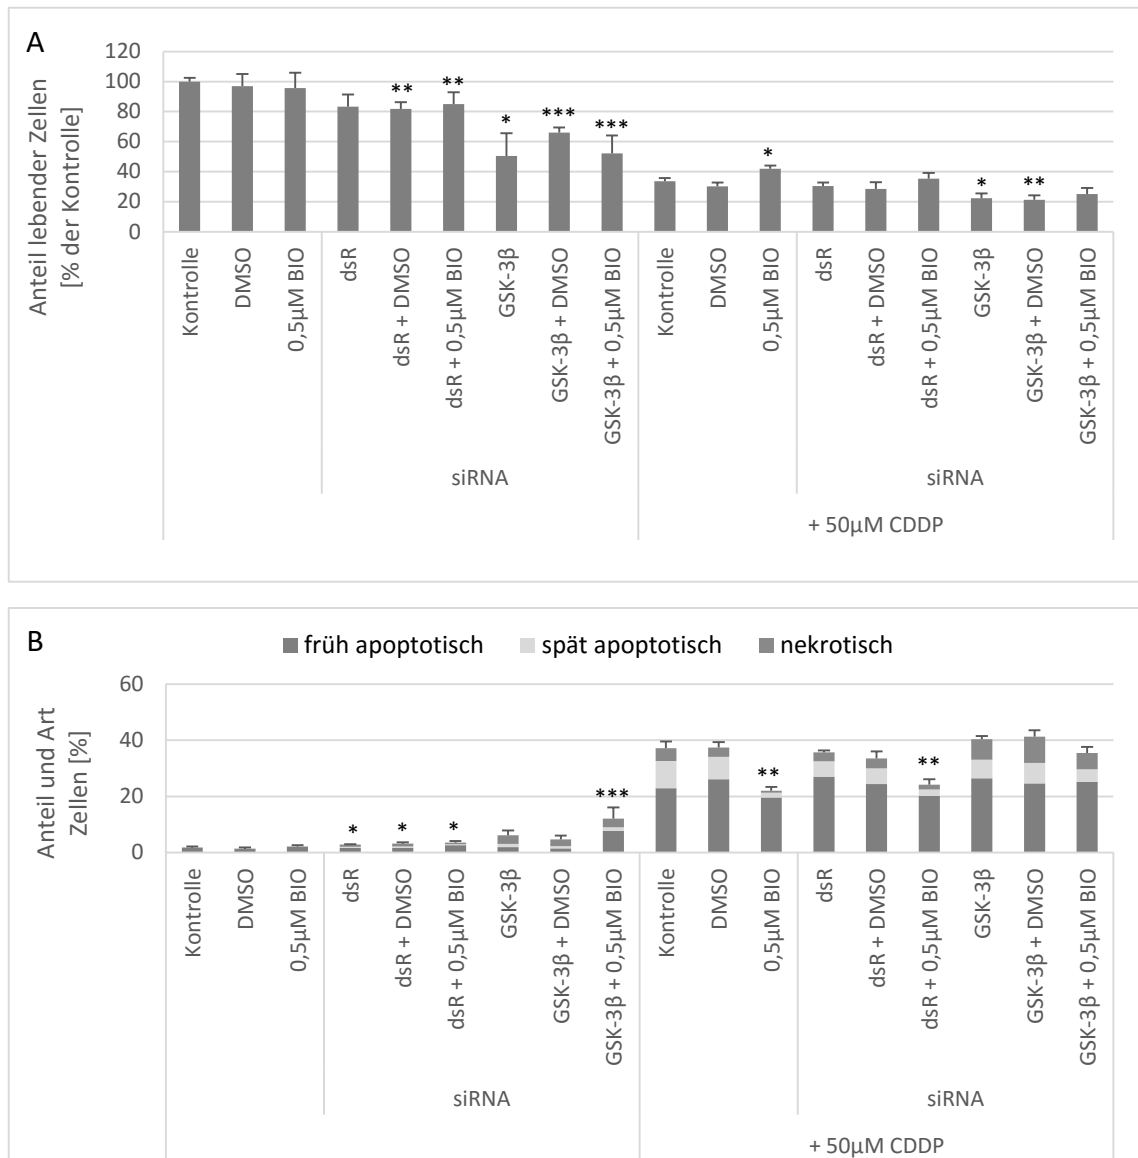 A
Anteil lebender Zellen
[% der Kontrolle]
120
100
80
60
40
20
0
** ** * *** *** * * **
Kontrolle
DMSO
0,5µM BIO
dsR
dsR + DMSO
dsR + 0,5µM BIO
GSK-3β
GSK-3β + DMSO
GSK-3β + 0,5µM BIO
Kontrolle
DMSO
0,5µM BIO
dsR
dsR + DMSO
dsR + 0,5µM BIO
GSK-3β
GSK-3β + DMSO
GSK-3β + 0,5µM BIO
siRNA
siRNA
+ 50µM CDDP
B
früh apoptotisch
spät apoptotisch
nekrotisch
Anteil und Art
Zellen [%]
60
40
20
0
* * * *** ** **
Kontrolle
DMSO
0,5µM BIO
dsR
dsR + DMSO
dsR + 0,5µM BIO
GSK-3β
GSK-3β + DMSO
GSK-3β + 0,5µM BIO
Kontrolle
DMSO
0,5µM BIO
dsR
dsR + DMSO
dsR + 0,5µM BIO
GSK-3β
GSK-3β + DMSO
GSK-3β + 0,5µM BIO
siRNA
siRNA
+ 50µM CDDP